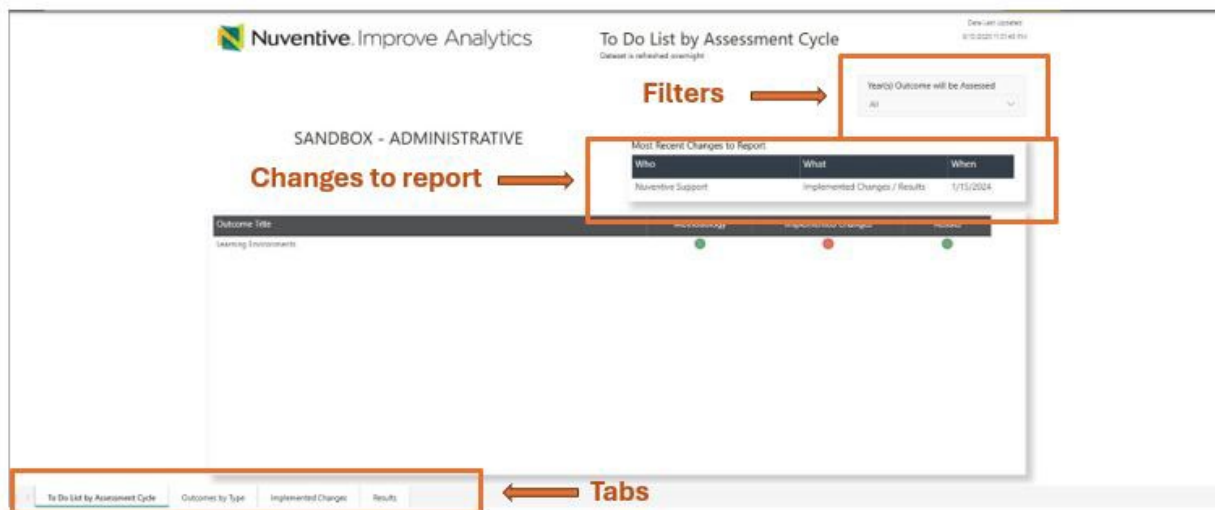 Nuventive. Improve Analytics
To Do List by Assessment Cycle
Dataset is refreshed overnight
Data Last Updated
Filters
Year(s) Outcome will be Assessed
All
SANDBOX - ADMINISTRATIVE
Most Recent Changes to Report
Who What When
Changes to report
Nuventive Support Implemented Changes / Results 1/15/2024
Outcome Title Methodology Implemented Changes Results
Learning Environments
Tabs
To Do List by Assessment Cycle Outcomes by Type Implemented Changes Results